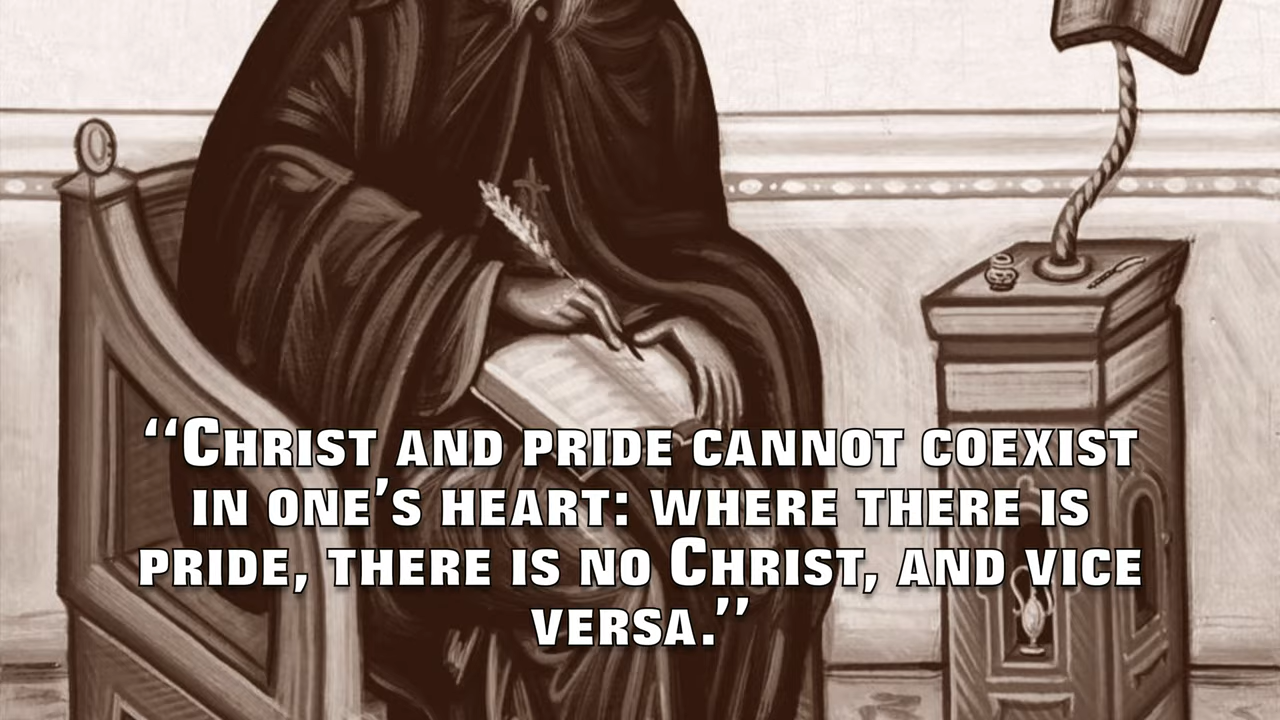 “Christ and pride cannot coexist
in one’s heart: where there is
pride, there is no Christ, and vice
versa.”